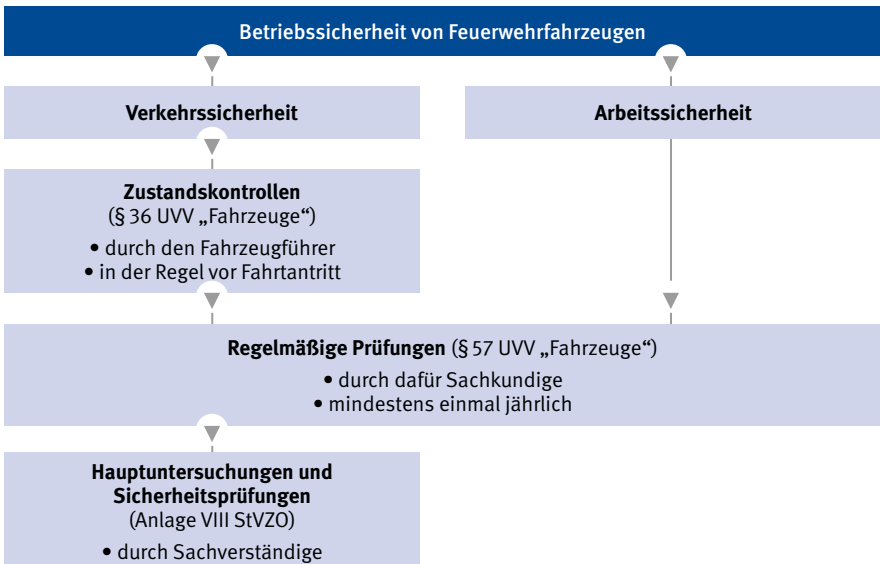 Betriebssicherheit von Feuerwehrfahrzeugen
Verkehrssicherheit
Arbeitssicherheit
Zustandskontrollen
(§ 36 UVV „Fahrzeuge“)
• durch den Fahrzeugführer
• in der Regel vor Fahrtantritt
Regelmäßige Prüfungen (§ 57 UVV „Fahrzeuge“)
• durch dafür Sachkundige
• mindestens einmal jährlich
Hauptuntersuchungen und
Sicherheitsprüfungen
(Anlage VIII StVZO)
• durch Sachverständige